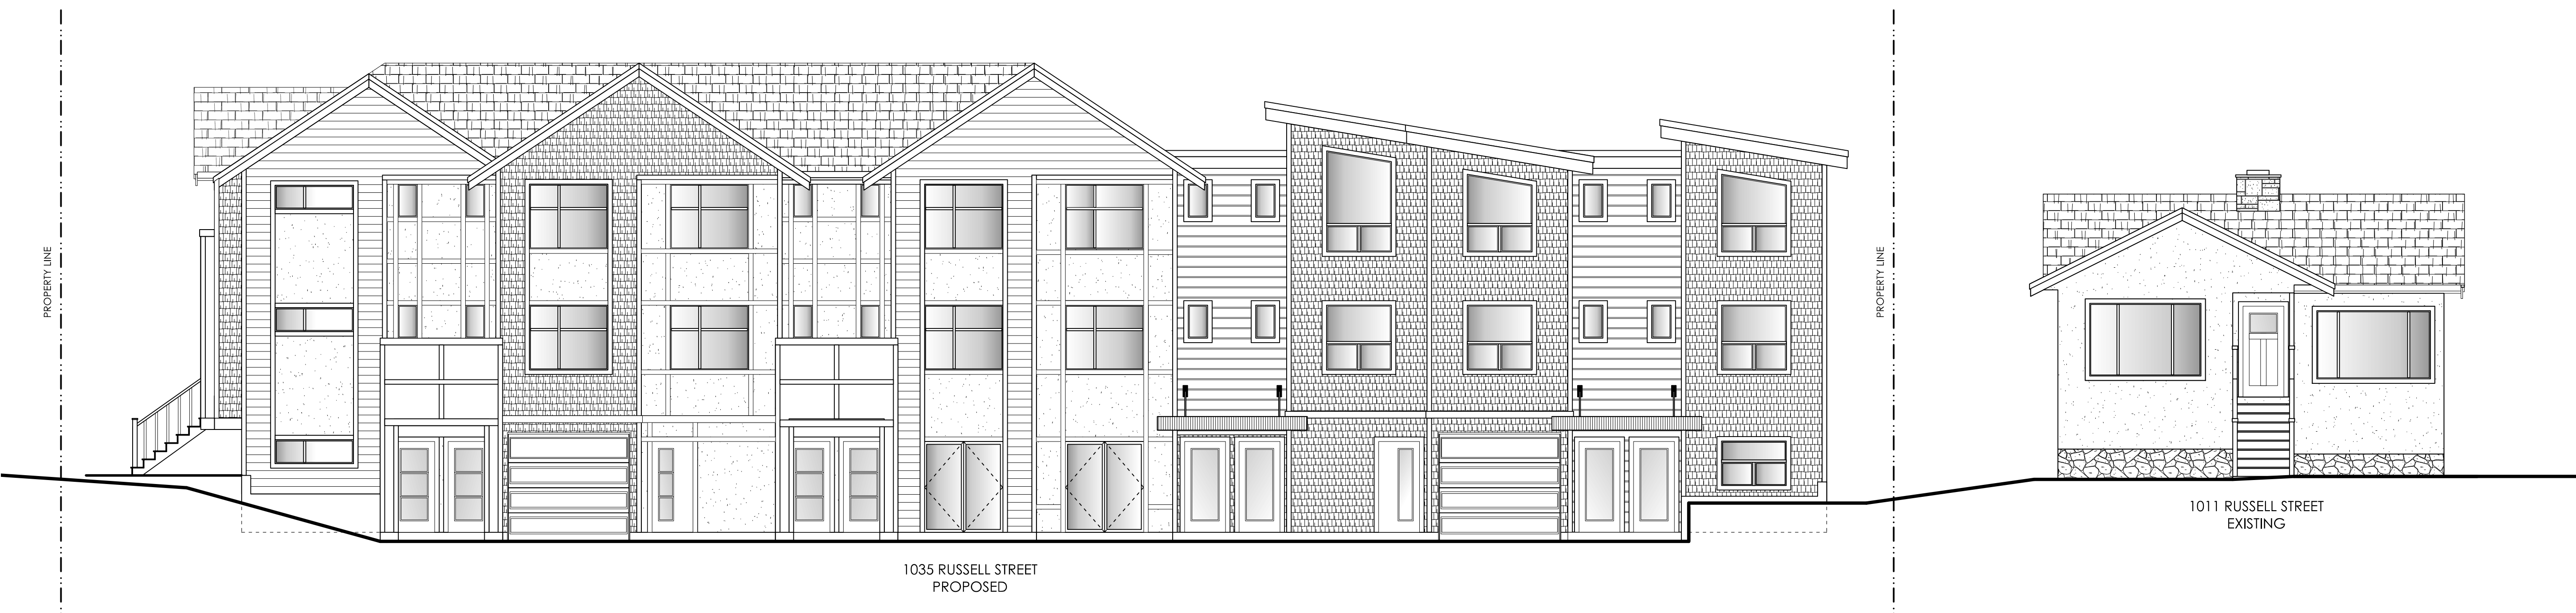 PROPERTY LINE
1035 RUSSELL STREET
PROPOSED
PROPERTY LINE
1011 RUSSELL STREET
EXISTING